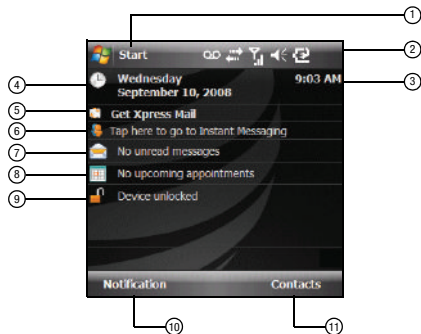 ①
Start ②
Wednesday 9:03 AM ③
④ September 10, 2008
⑤ Get Xpress Mail
⑥ Tap here to go to Instant Messaging
⑦ No unread messages
⑧ No upcoming appointments
⑨ Device unlocked
Notification Contacts
⑩ ⑪